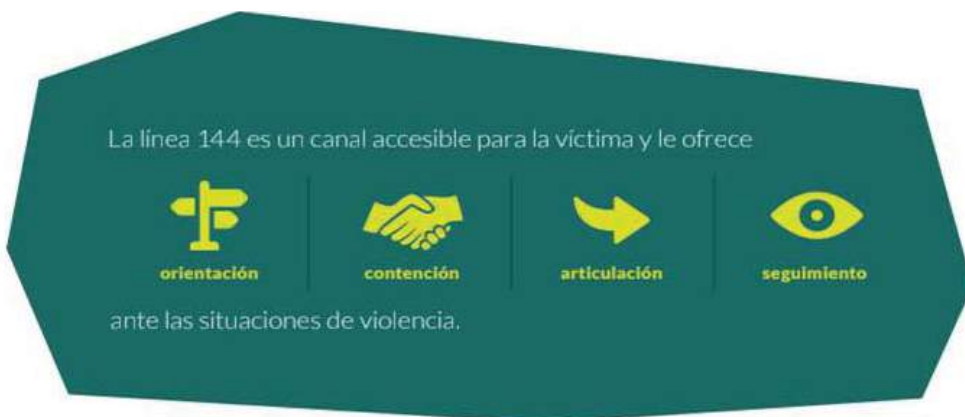 La línea 144 es un canal accesible para la víctima y le ofrece
orientación contención articulación seguimiento
ante las situaciones de violencia.